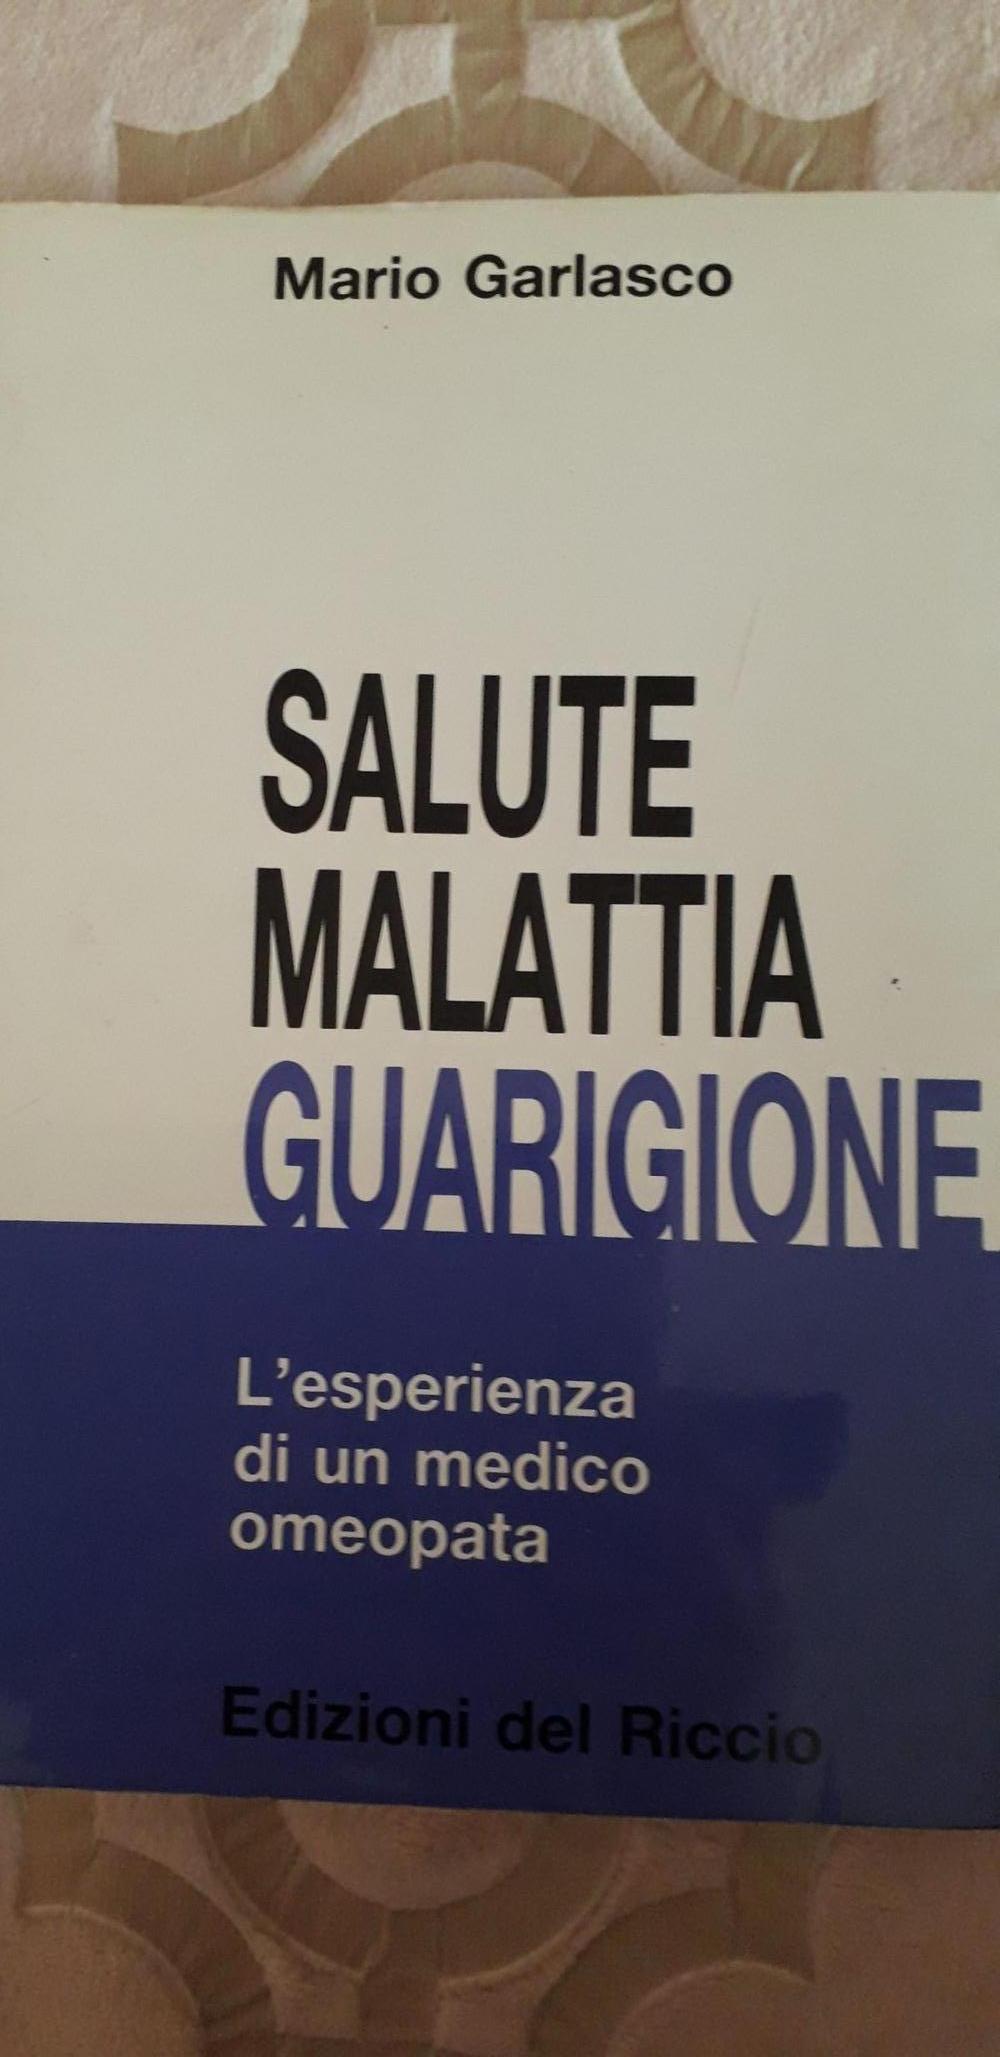 Mario Garlasco
SALUTE
MALATTIA
GUARIGIONE
L'esperienza
di un medico
omeopata
Edizioni del Riccio